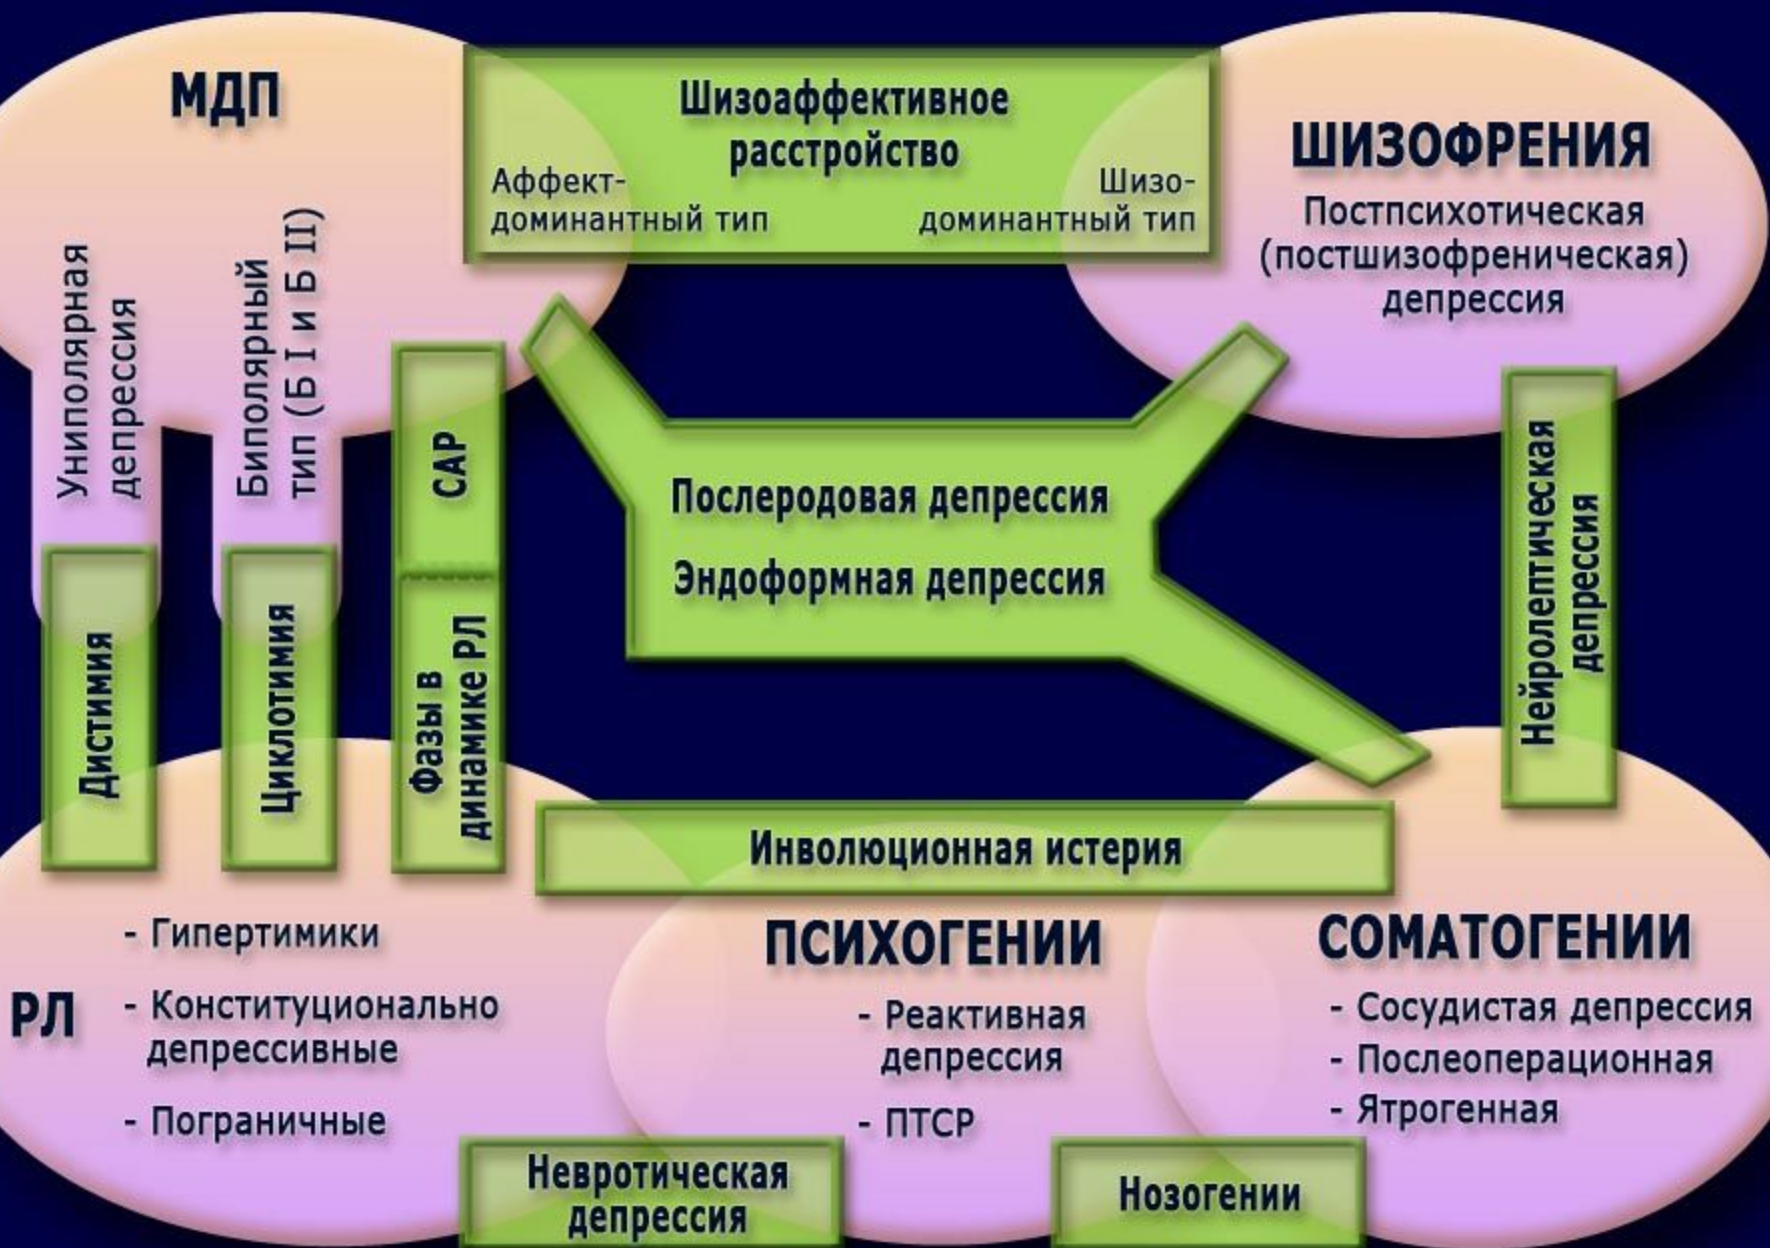 МДП
Униполярная
депрессия
Биполярный
тип (Б I и Б II)
Шизоаффективное
расстройство
Аффект-
доминантный тип
Шизо-
доминантный тип
ШИЗОФРЕНИЯ
Постпсихотическая
(постшизофреническая)
депрессия
САР
Фазы в
динамике РЛ
Дистимия
Циклотимия
Послеродовая депрессия
Эндоформная депрессия
Нейролептическая
депрессия
Инволюционная истерия
РЛ
- Гипертимики
- Конституционально
депрессивные
- Пограничные
ПСИХОГЕНИИ
- Реактивная
депрессия
- ПТСР
СОМАТОГЕНИИ
- Сосудистая депрессия
- Послеоперационная
- Ятрогенная
Невротическая
депрессия
Нозогении